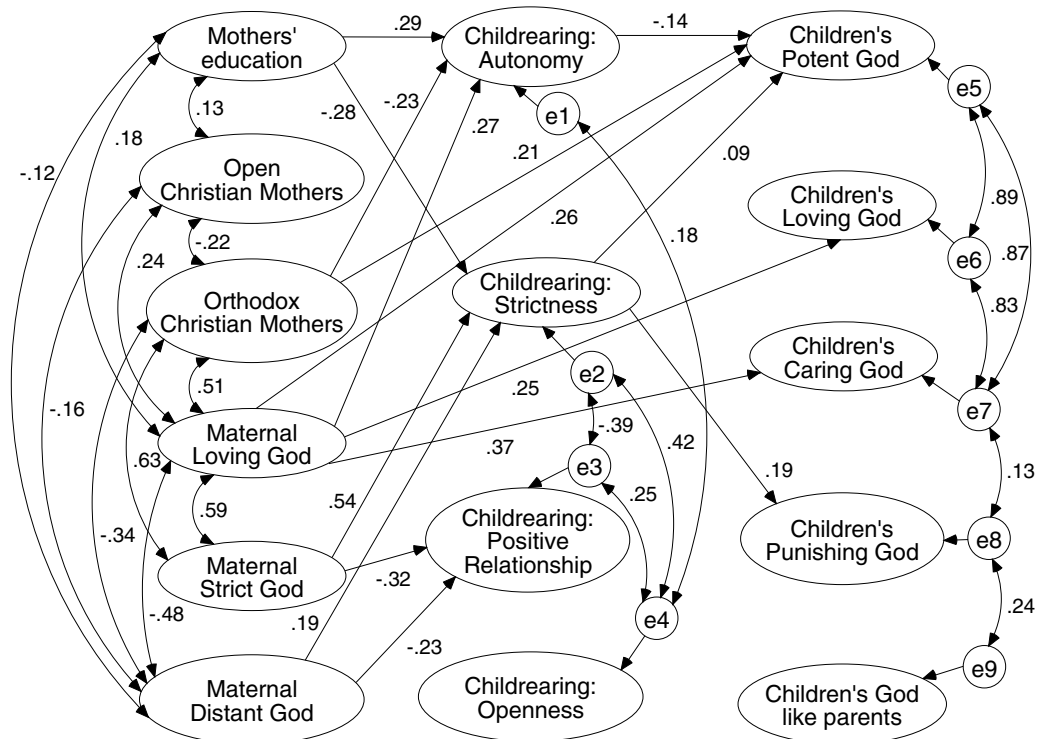 Mothers'
education
.29
Childrearing:
Autonomy
-.14
Children's
Potent God
e5
-.28
-.23
e1
.13
.18
.27
.21
.09
-.12
Open
Christian Mothers
Children's
Loving God
.89
.26
.18
-.22
e6
.87
.24
Childrearing:
Strictness
.83
Orthodox
Christian Mothers
Children's
Caring God
e2
.51
.25
-.16
e7
-.39
Maternal
Loving God
.37
.42
.63
e3
.19
.13
.59
.54
.25
-.34
Childrearing:
Positive
Relationship
Children's
Punishing God
e8
Maternal
Strict God
-.32
-.48
.19
e4
.24
-.23
e9
Maternal
Distant God
Childrearing:
Openness
Children's God
like parents